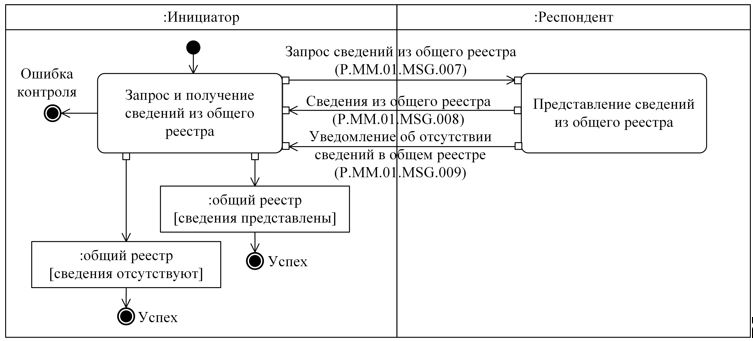 :Инициатор
:Респондент
Ошибка
контроля
Запрос и получение
сведений из общего
реестра
Запрос сведений из общего реестра
(P.MM.01.MSG.007)
Сведения из общего реестра
(P.MM.01.MSG.008)
Уведомление об отсутствии
сведений в общем реестре
(P.MM.01.MSG.009)
Представление сведений
из общего реестра
:общий реестр
[сведения представлены]
Успех
:общий реестр
[сведения отсутствуют]
Успех